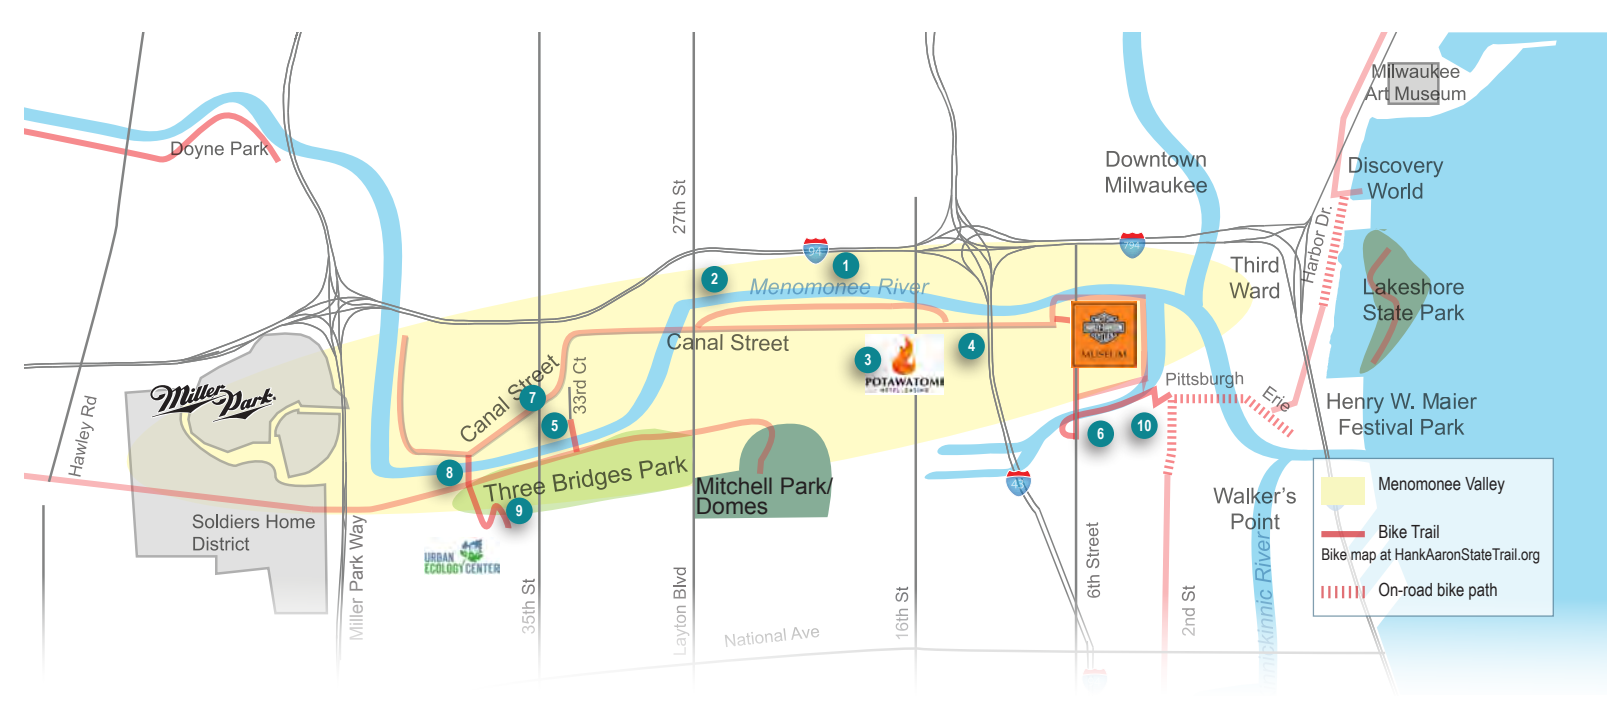 Milwaukee
Art Museum
Doyne Park
Downtown
Milwaukee
Discovery
World
27th St
Harbor Dr.
94
794
1
2
Menomonee River
Third
Ward
Lakeshore
State Park
Canal Street
3
4
MUSEUM
POTAWATOMI
HOTEL & CASINO
Miller
Park
Canal Street
33rd Ct
7
5
Pittsburgh
Erie
Henry W. Maier
Festival Park
Hawley Rd
6
10
8
Three Bridges Park
9
43
Mitchell Park/
Domes
Walker's
Point
Soldiers Home
District
URBAN
ECOLOGY CENTER
Miller Park Way
35th St
Layton Blvd
National Ave
16th St
6th Street
2nd St
nickinnic River
Menomonee Valley
Bike Trail
Bike map at HankAaronStateTrail.org
On-road bike path